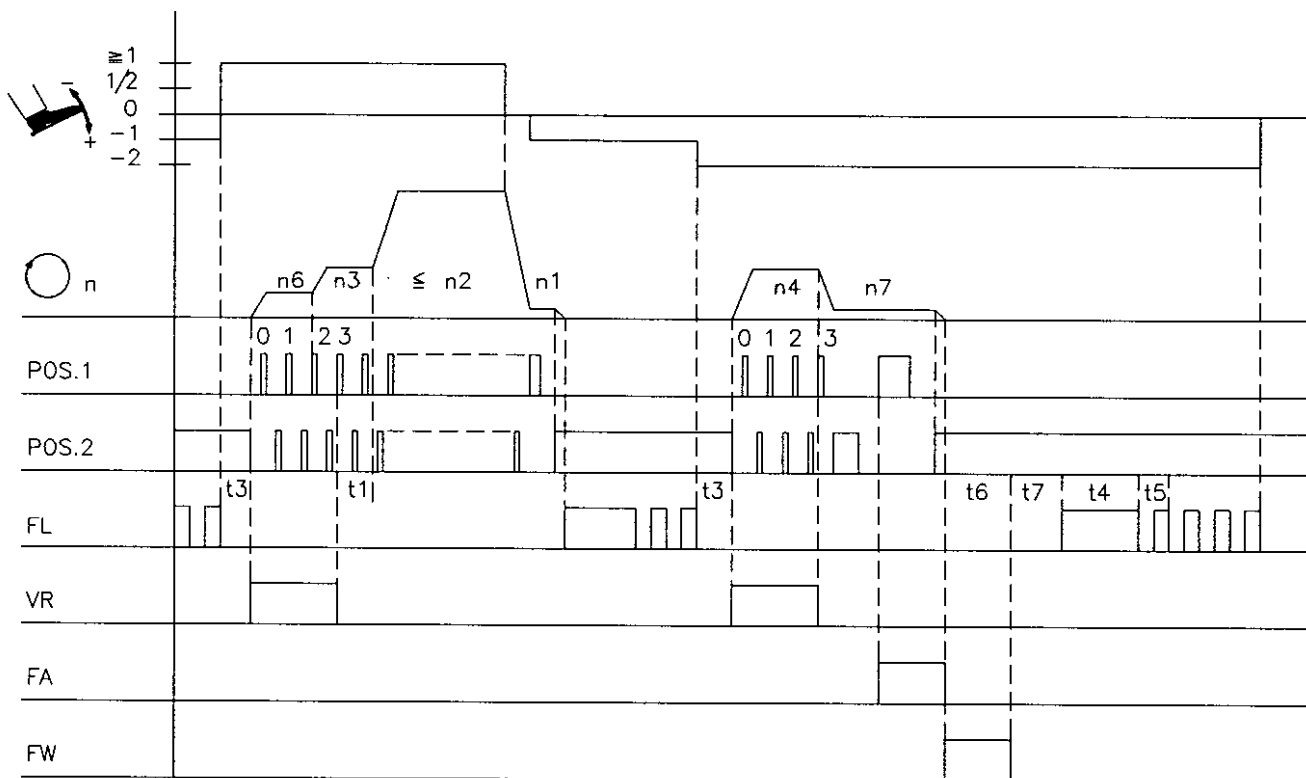 ≧1
1/2
0
-1
-2
-
+
n
n6 n3 ≦ n2 n1 n4 n7
0 1 2 3 0 1 2 3
POS.1
POS.2
t3 t1 t3 t6 t7 t4 t5
FL
VR
FA
FW